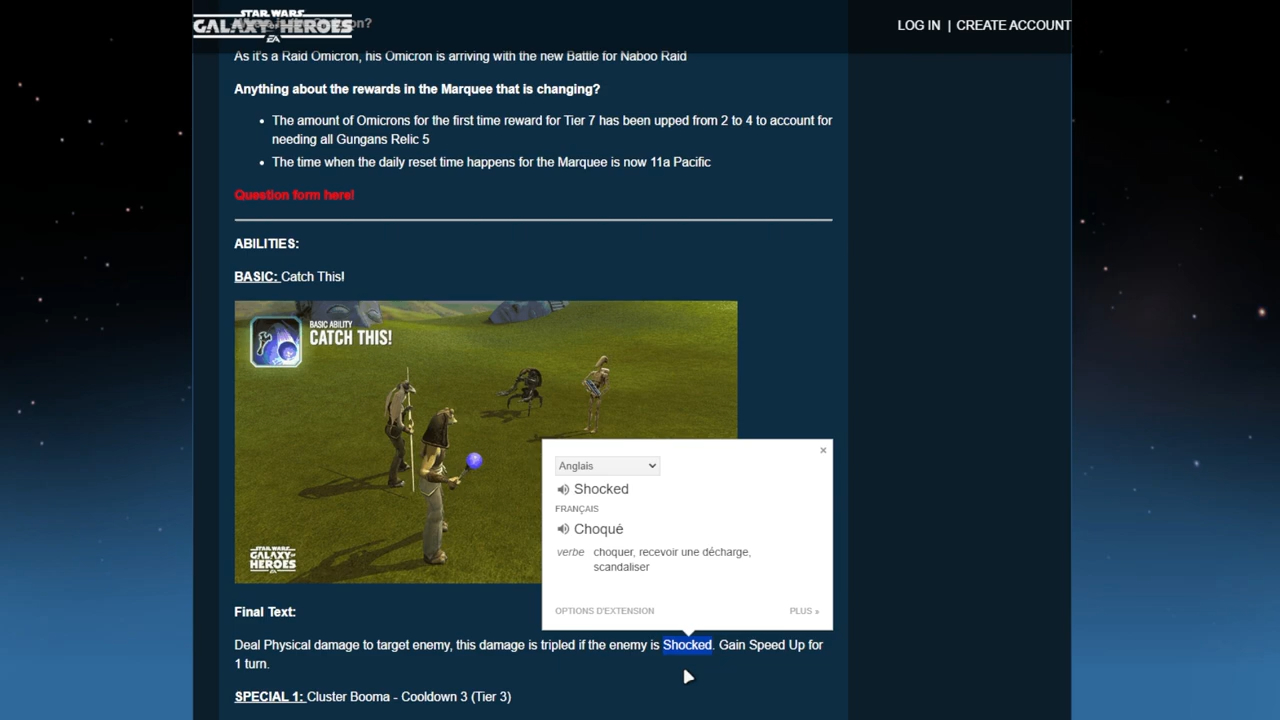 STAR WARS
GALAXY OF HEROES
EA
LOG IN | CREATE ACCOUNT
As it's a Raid Omicron, his Omicron is arriving with the new Battle for Naboo Raid
Anything about the rewards in the Marquee that is changing?
• The amount of Omicrons for the first time reward for Tier 7 has been upped from 2 to 4 to account for
needing all Gungans Relic 5
• The time when the daily reset time happens for the Marquee is now 11a Pacific
Question form here!
ABILITIES:
BASIC: Catch This!
BASIC ABILITY
CATCH THIS!
STAR WARS
GALAXY OF
HEROES
Anglais
Shocked
FRANÇAIS
Choqué
verbe choquer, recevoir une décharge,
scandaliser
OPTIONS D'EXTENSION PLUS »
Final Text:
Deal Physical damage to target enemy, this damage is tripled if the enemy is Shocked. Gain Speed Up for
1 turn.
SPECIAL 1: Cluster Booma - Cooldown 3 (Tier 3)